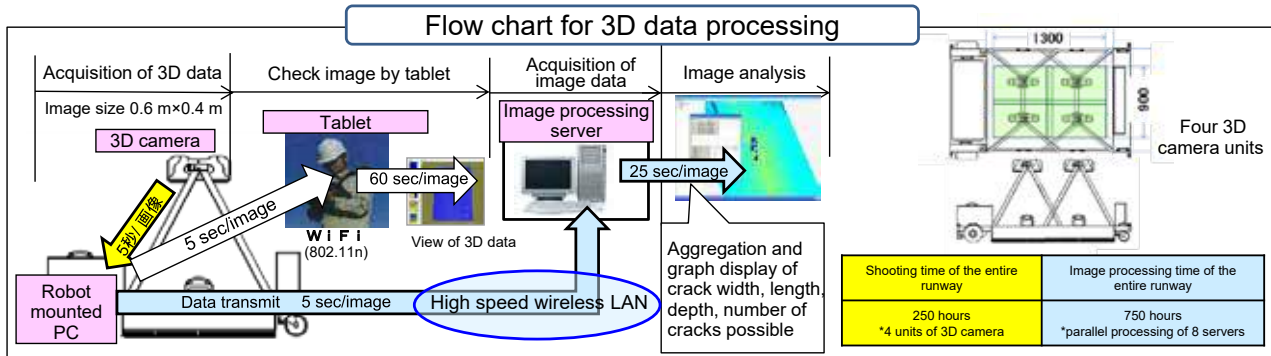 Flow chart for 3D data processing
Acquisition of 3D data
Image size 0.6 m×0.4 m
3D camera
Check image by tablet
Tablet
Acquisition of
image data
Image processing
server
Image analysis
5秒/画像
5 sec/image
60 sec/image
25 sec/image
WiFi
(802.11n)
View of 3D data
Robot
mounted
PC
Data transmit 5 sec/image
High speed wireless LAN
Aggregation and
graph display of
crack width, length,
depth, number of
cracks possible
1300
900
Four 3D
camera units
Shooting time of the entire
runway
Image processing time of the
entire runway
250 hours
*4 units of 3D camera
750 hours
*parallel processing of 8 servers